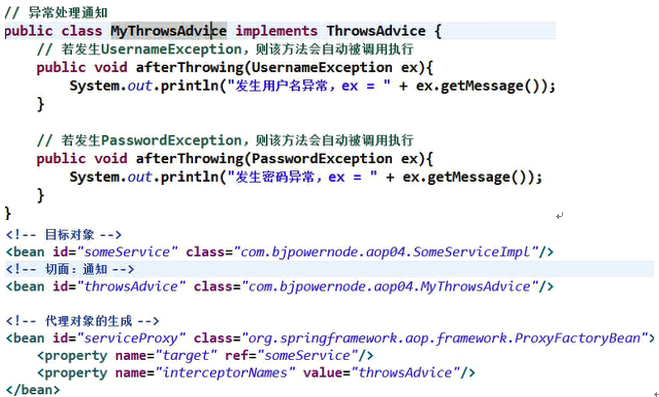 // 异常处理通知
public class MyThrowsAdvice implements ThrowsAdvice {
// 若发生UsernameException，则该方法会自动被调用执行
public void afterThrowing(UsernameException ex){
System.out.println("发生用户名异常，ex = " + ex.getMessage());
}
// 若发生PasswordException，则该方法会自动被调用执行
public void afterThrowing(PasswordException ex){
System.out.println("发生密码异常，ex = " + ex.getMessage());
}
}
<!-- 目标对象 -->
<bean id="someService" class="com.bjpowernode.aop04.SomeServiceImpl"/>
<!-- 切面：通知 -->
<bean id="throwsAdvice" class="com.bjpowernode.aop04.MyThrowsAdvice"/>
<!-- 代理对象的生成 -->
<bean id="serviceProxy" class="org.springframework.aop.framework.ProxyFactoryBean">
<property name="target" ref="someService"/>
<property name="interceptorNames" value="throwsAdvice"/>
</bean>